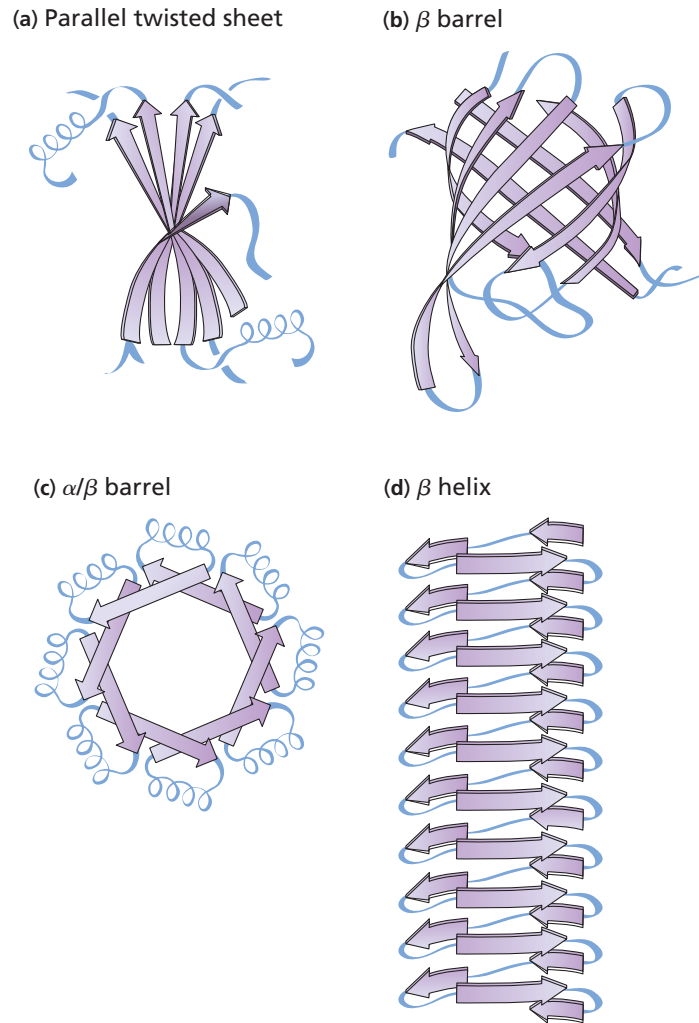 (a) Parallel twisted sheet
(b) β barrel
(c) α/β barrel
(d) β helix